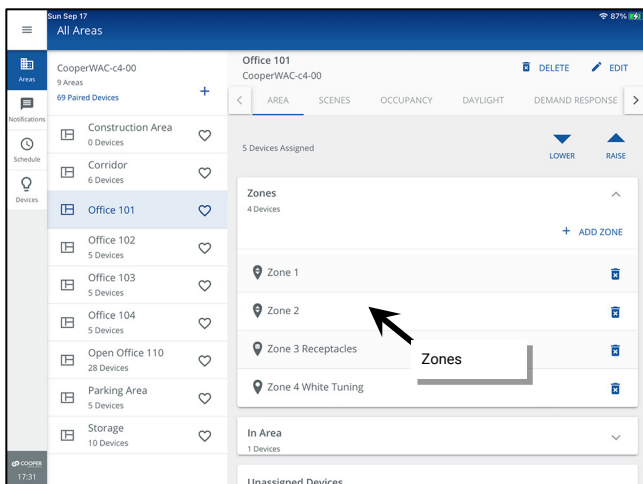 Sun Sep 17
98%
All Areas
Areas
Notifications
Schedule
Devices
COOPER
17:31
CooperWAC-c4-00
9 Areas
69 Paired Devices
+
Construction Area
0 Devices
Corridor
6 Devices
Office 101
Office 102
5 Devices
Office 103
5 Devices
Office 104
5 Devices
Open Office 110
28 Devices
Parking Area
5 Devices
Storage
10 Devices
Office 101
CooperWAC-c4-00
DELETE EDIT
AREA SCENES OCCUPANCY DAYLIGHT DEMAND RESPONSE
5 Devices Assigned
LOWER RAISE
Zones
4 Devices
+ ADD ZONE
Zone 1
Zone 2
Zone 3 Receptacles
Zone 4 White Tuning
Zones
In Area
1 Devices
Unassigned Devices